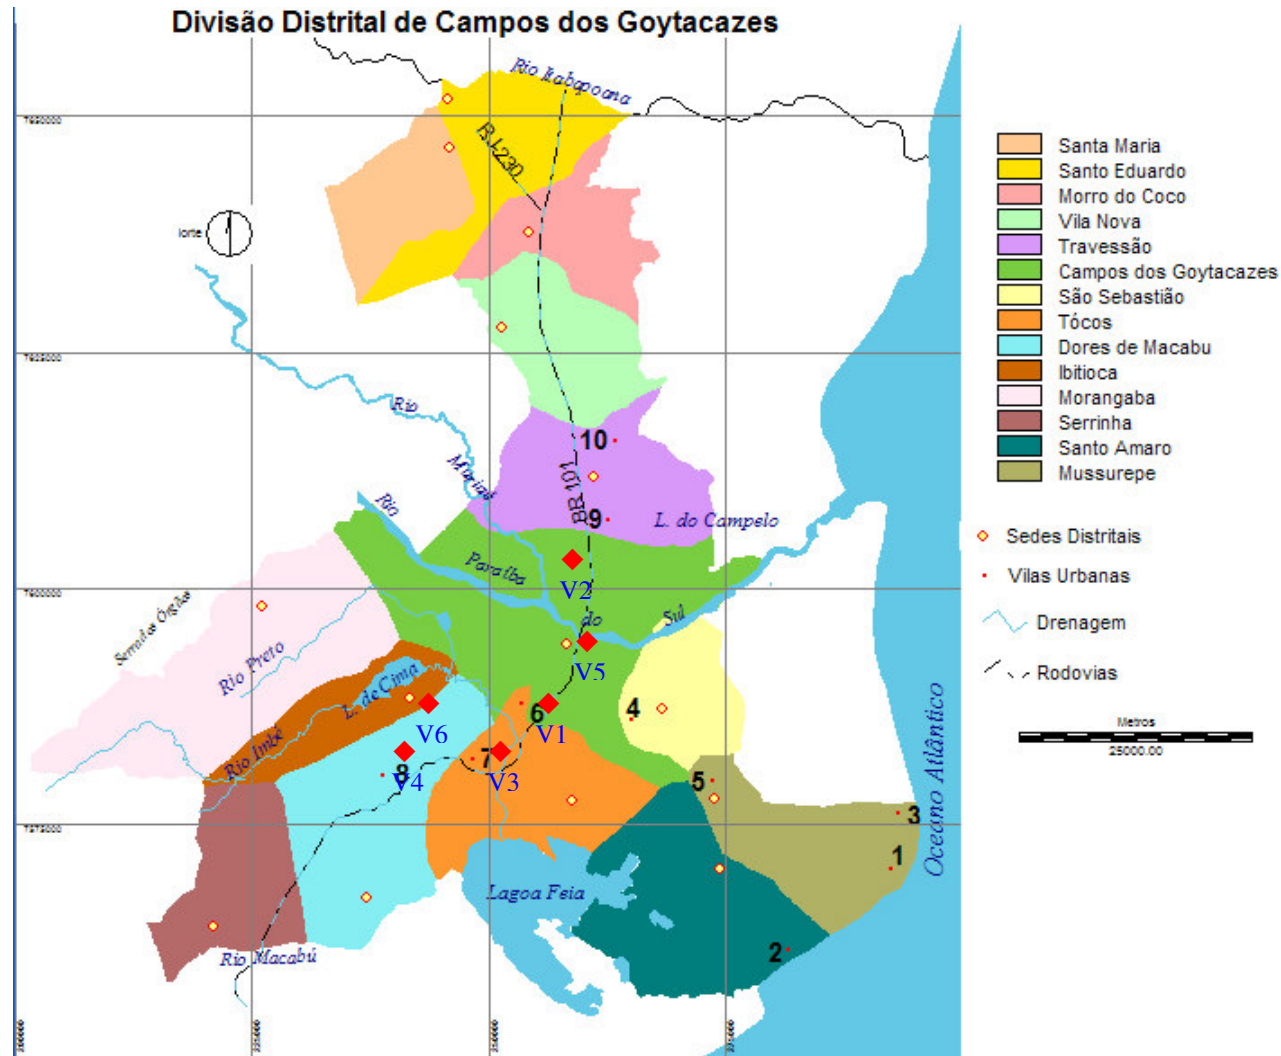 Divisão Distrital de Campos dos Goytacazes
Rio Itabapoana
RJ-230
Rio
Muriaé
BR 101
10
9
L. do Campelo
Rio
Paraíba
do
Sul
V2
V5
Serra dos Órgãos
Rio Preto
L. de Cima
Rio Imbé
V6
V1
6
4
7
V3
8
V4
5
3
1
2
Lagoa Feia
Rio Macabú
Oceano Atlântico
Santa Maria
Santo Eduardo
Morro do Coco
Vila Nova
Travessão
Campos dos Goytacazes
São Sebastião
Tócos
Dores de Macabu
Ibitioca
Morangaba
Serrinha
Santo Amaro
Mussurepe
Sedes Distritais
Vilas Urbanas
Drenagem
Rodovias
Metros
25000.00